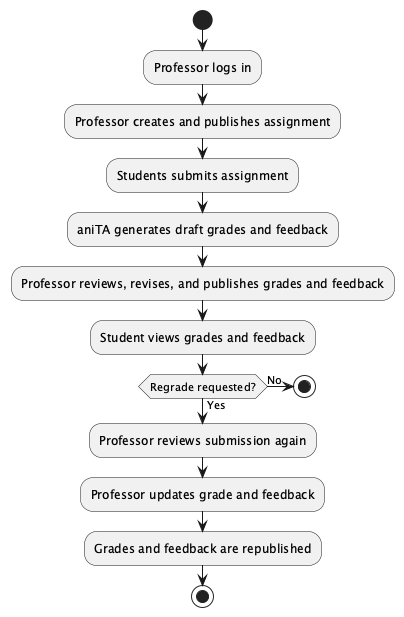 Professor logs in
Professor creates and publishes assignment
Students submits assignment
aniTA generates draft grades and feedback
Professor reviews, revises, and publishes grades and feedback
Student views grades and feedback
Regrade requested?
No
Yes
Professor reviews submission again
Professor updates grade and feedback
Grades and feedback are republished